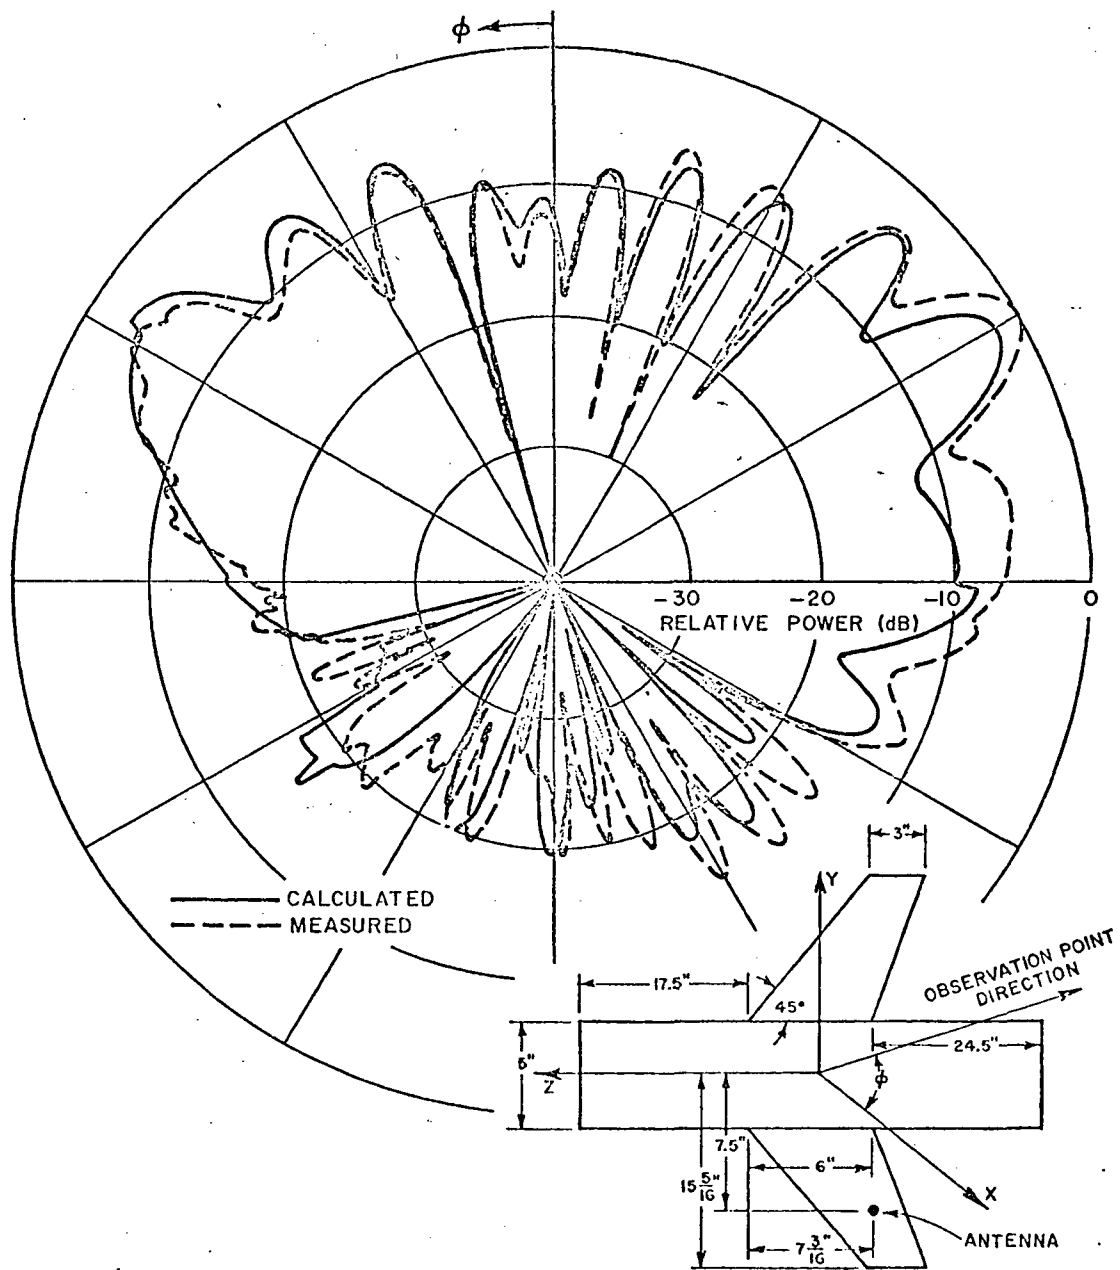 ϕ
-30 -20 -10 0
RELATIVE POWER (dB)
CALCULATED
MEASURED
3"
Y
OBSERVATION POINT
DIRECTION
17.5"
45°
24.5"
5"
Z
ϕ
7.5"
6"
15 5/16"
X
ANTENNA
7 3/16"